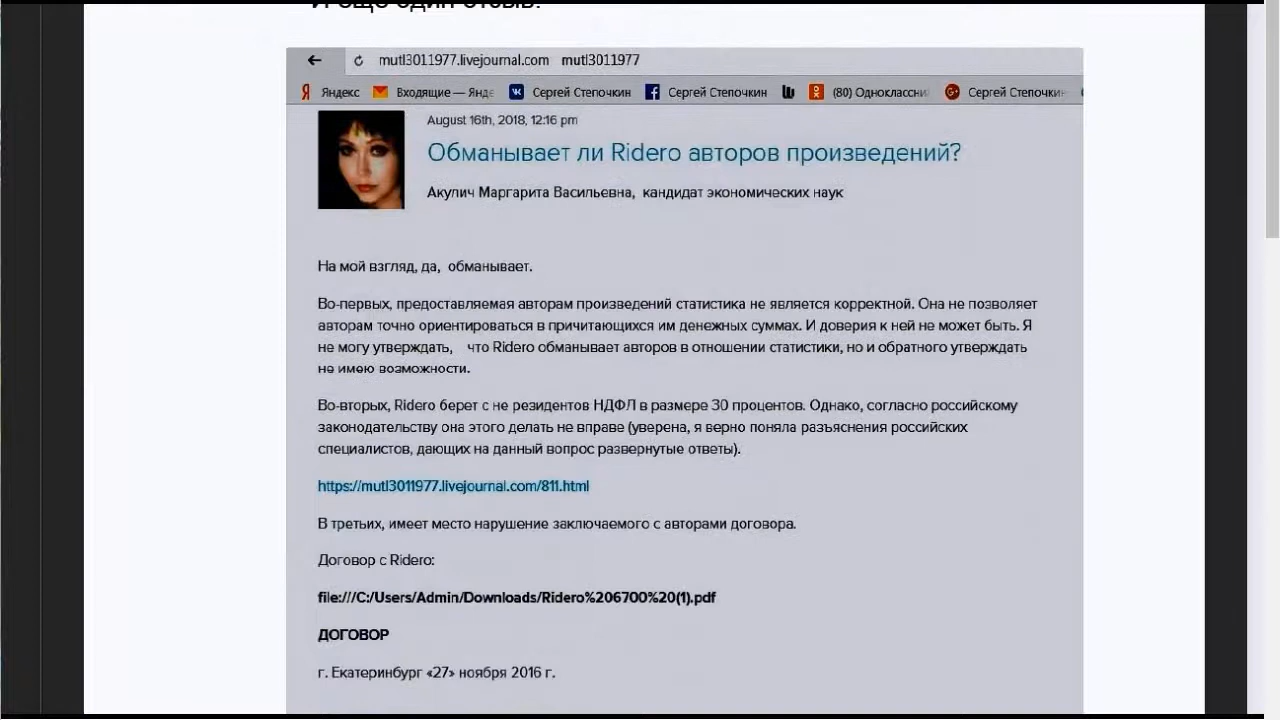 И еще один отзыв:
mutl3011977.livejournal.com mutl3011977
Яндекс Входящие — Янде Сергей Степочкин Сергей Степочкин (80) Одноклассни Сергей Степочкин
August 16th, 2018, 12:16 pm
Обманывает ли Ridero авторов произведений?
Акулич Маргарита Васильевна, кандидат экономических наук
На мой взгляд, да, обманывает.
Во-первых, предоставляемая авторам произведений статистика не является корректной. Она не позволяет
авторам точно ориентироваться в причитающихся им денежных суммах. И доверия к ней не может быть. Я
не могу утверждать, что Ridero обманывает авторов в отношении статистики, но и обратного утверждать
не имею возможности.
Во-вторых, Ridero берет с не резидентов НДФЛ в размере 30 процентов. Однако, согласно российскому
законодательству она этого делать не вправе (уверена, я верно поняла разъяснения российских
специалистов, дающих на данный вопрос развернутые ответы).
https://mutl3011977.livejournal.com/811.html
В третьих, имеет место нарушение заключаемого с авторами договора.
Договор с Ridero:
file:///C:/Users/Admin/Downloads/Ridero%206700%20(1).pdf
ДОГОВОР
г. Екатеринбург «27» ноября 2016 г.